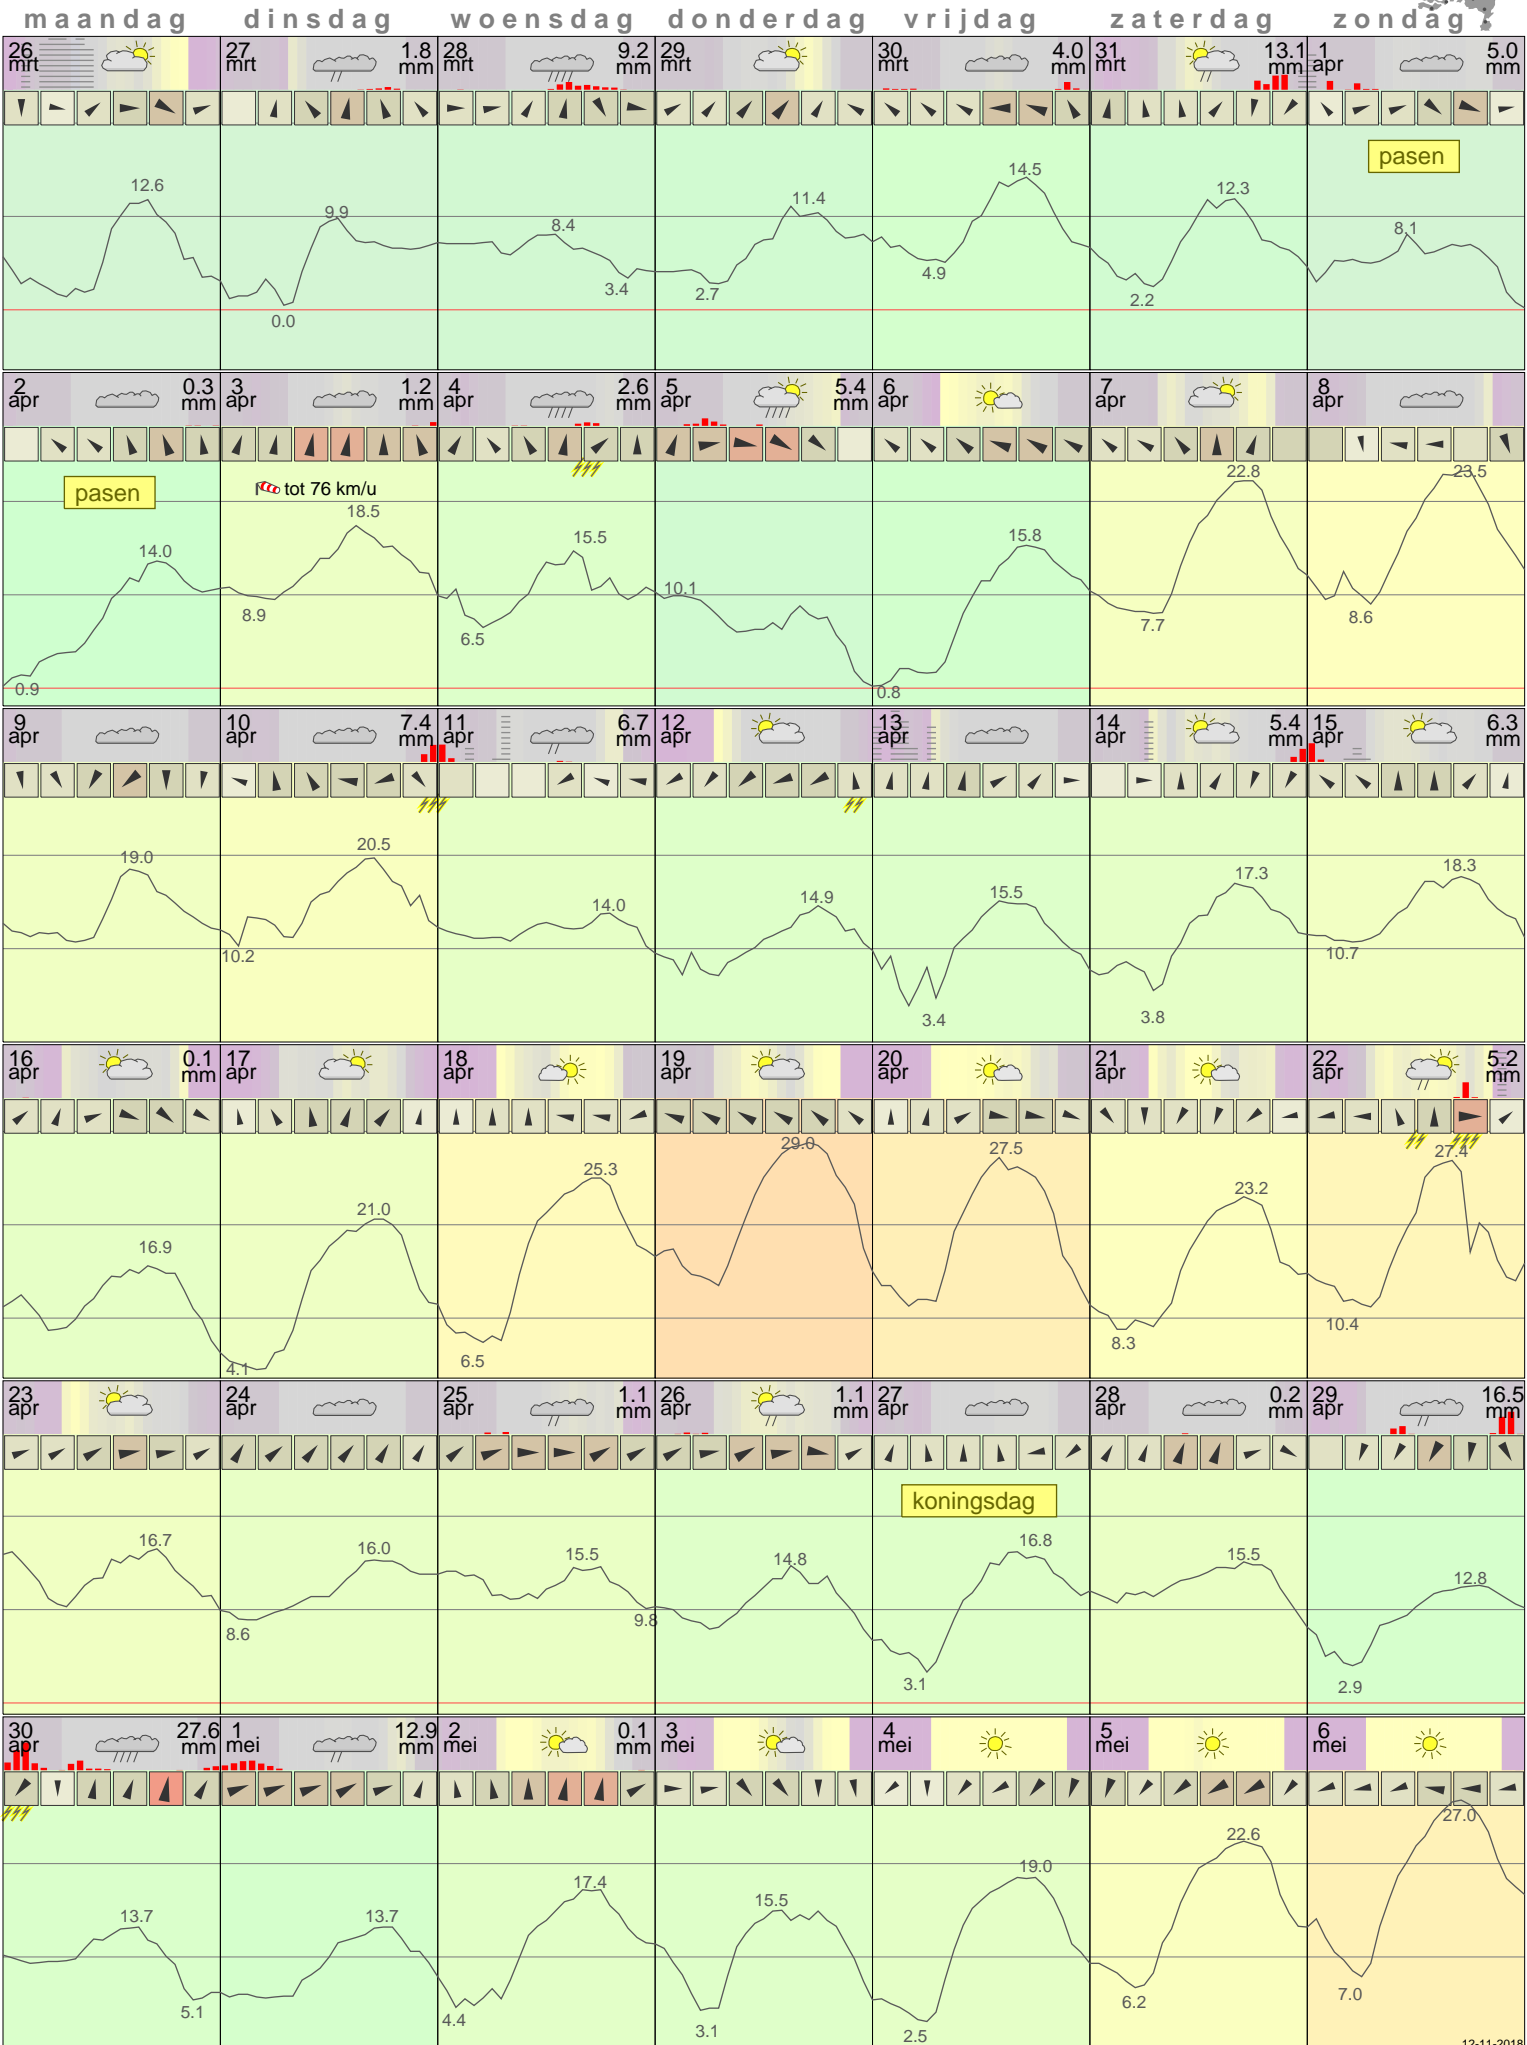 maandag dinsdag woensdag donderdag vrijdag zaterdag zondag
26 27 1.8 28 9.2 29 30 4.0 31 13.1 1 5.0
mrt mrt mm mrt mm mrt mrt mm mrt mm apr mm
pasen
12.6 9.9 8.4 11.4 14.5 12.3 8.1
0.0 3.4 2.7 4.9 2.2
2 0.3 3 1.2 4 2.6 5 5.4 6 7 8
apr mm apr mm apr mm apr mm apr apr apr
pasen tot 76 km/u
14.0 18.5 15.5 10.1 15.8 22.8 23.5
0.9 8.9 6.5 0.8 7.7 8.6
9 10 7.4 11 6.7 12 13 14 5.4 15 6.3
apr apr mm apr mm apr apr apr mm apr mm
19.0 20.5 14.0 14.9 15.5 17.3 18.3
10.2 3.4 3.8 10.7
16 0.1 17 18 19 20 21 22 5.2
apr mm apr apr apr apr apr apr mm
16.9 21.0 25.3 29.0 27.5 23.2 27.4
4.1 6.5 8.3 10.4
23 24 25 1.1 26 1.1 27 28 0.2 29 16.5
apr apr apr mm apr mm apr apr mm apr mm
koningsdag
16.7 16.0 15.5 14.8 16.8 15.5 12.8
8.6 9.8 3.1 2.9
30 27.6 1 12.9 2 0.1 3 4 5 6
apr mm mei mm mei mm mei mei mei mei
13.7 13.7 17.4 15.5 19.0 22.6 27.0
5.1 4.4 3.1 2.5 6.2 7.0
12-11-2018